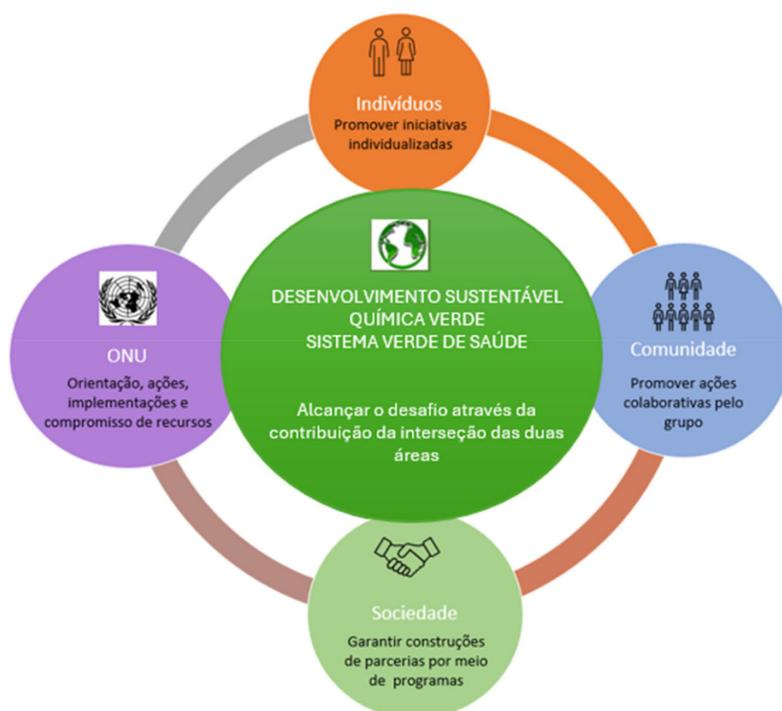 Indivíduos
Promover iniciativas
individualizadas
DESENVOLVIMENTO SUSTENTÁVEL
QUÍMICA VERDE
SISTEMA VERDE DE SAÚDE
Alcançar o desafio através da
contribuição da interseção das duas
áreas
ONU
Orientação, ações,
implementações e
compromisso de recursos
Comunidade
Promover ações
colaborativas pelo
grupo
Sociedade
Garantir construções
de parcerias por meio
de programas